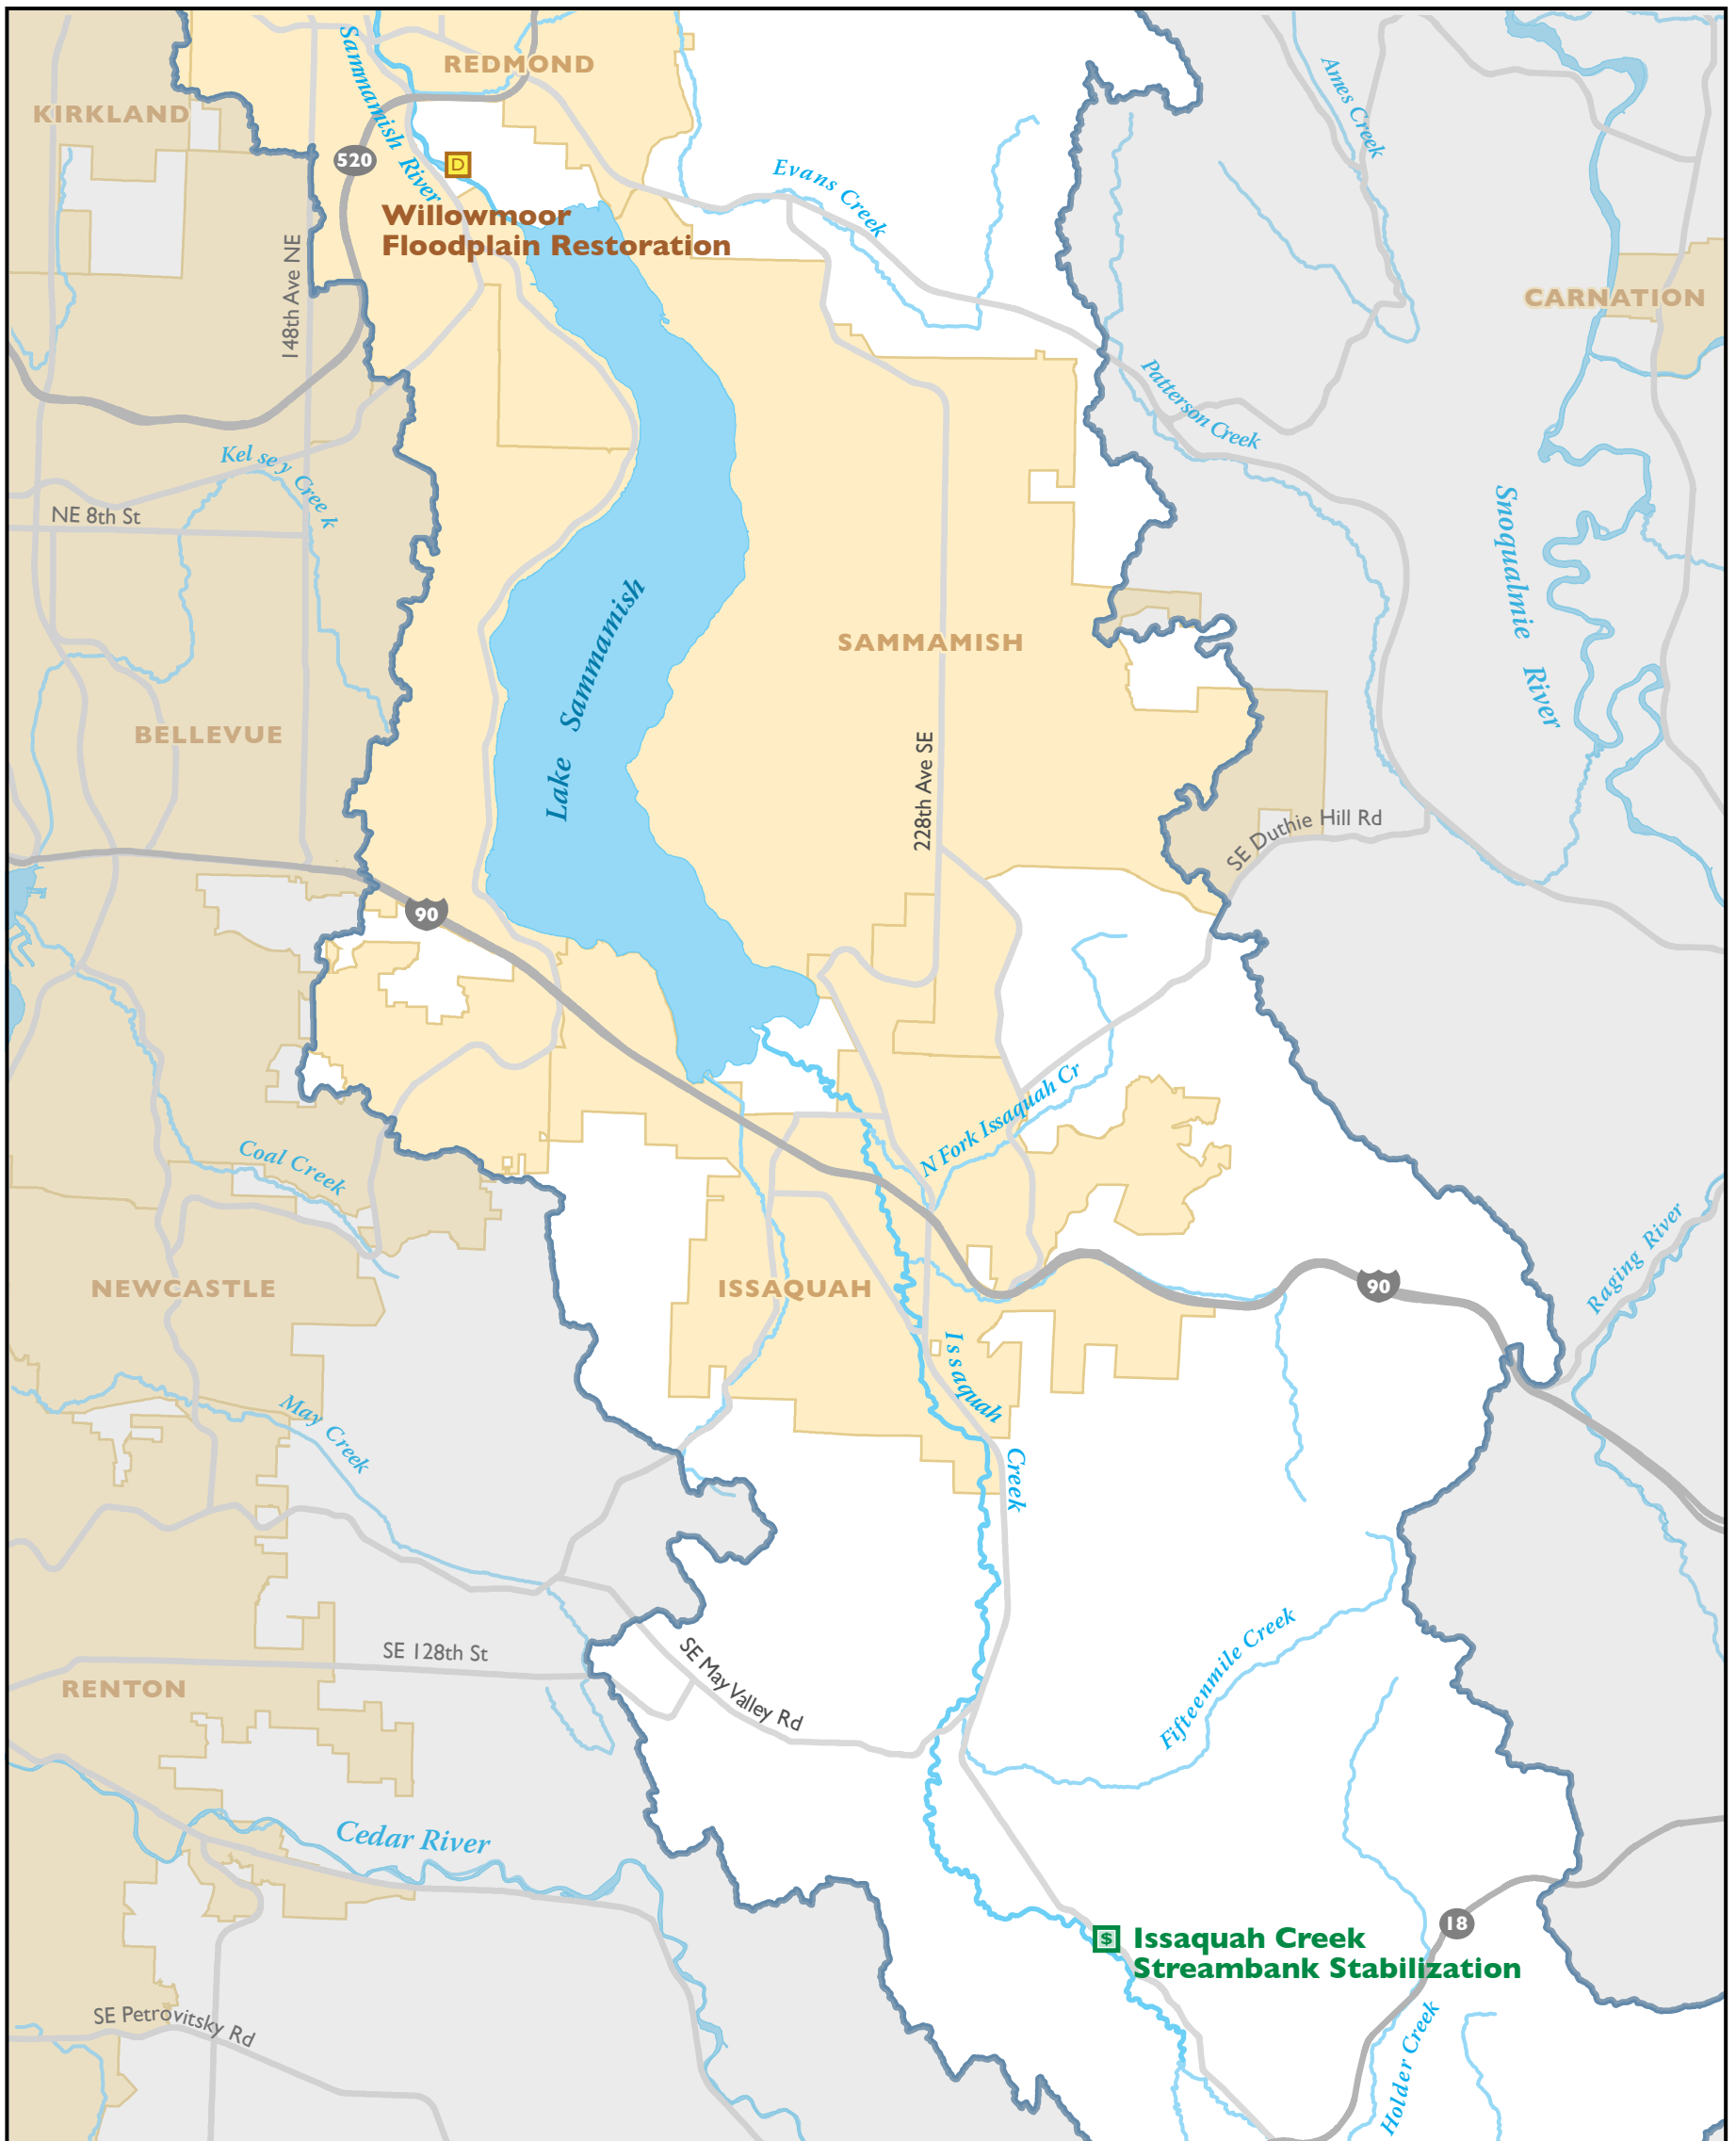 REDMOND
KIRKLAND
Sammamish River
Ames Creek
520
D
Evans Creek
Willowmoor
Floodplain Restoration
148th Ave NE
CARNATION
Patterson Creek
Kelsey Creek
NE 8th St
Snoqualmie River
Lake Sammamish
SAMMAMISH
BELLEVUE
228th Ave SE
SE Duthie Hill Rd
90
N Fork Issaquah Cr
Coal Creek
Raging River
NEWCASTLE
ISSAQUAH
90
Issaquah Creek
May Creek
Fifteenmile Creek
SE 128th St
SE May Valley Rd
RENTON
Cedar River
18
$
Issaquah Creek
Streambank Stabilization
SE Petrovitsky Rd
Holder Creek